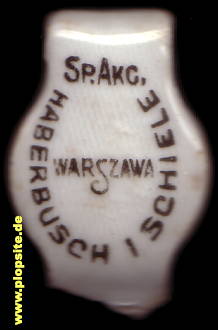 Sp.Akc.
HABERBUSCH I SCHIELE
WARSZAWA
www.plopsite.de